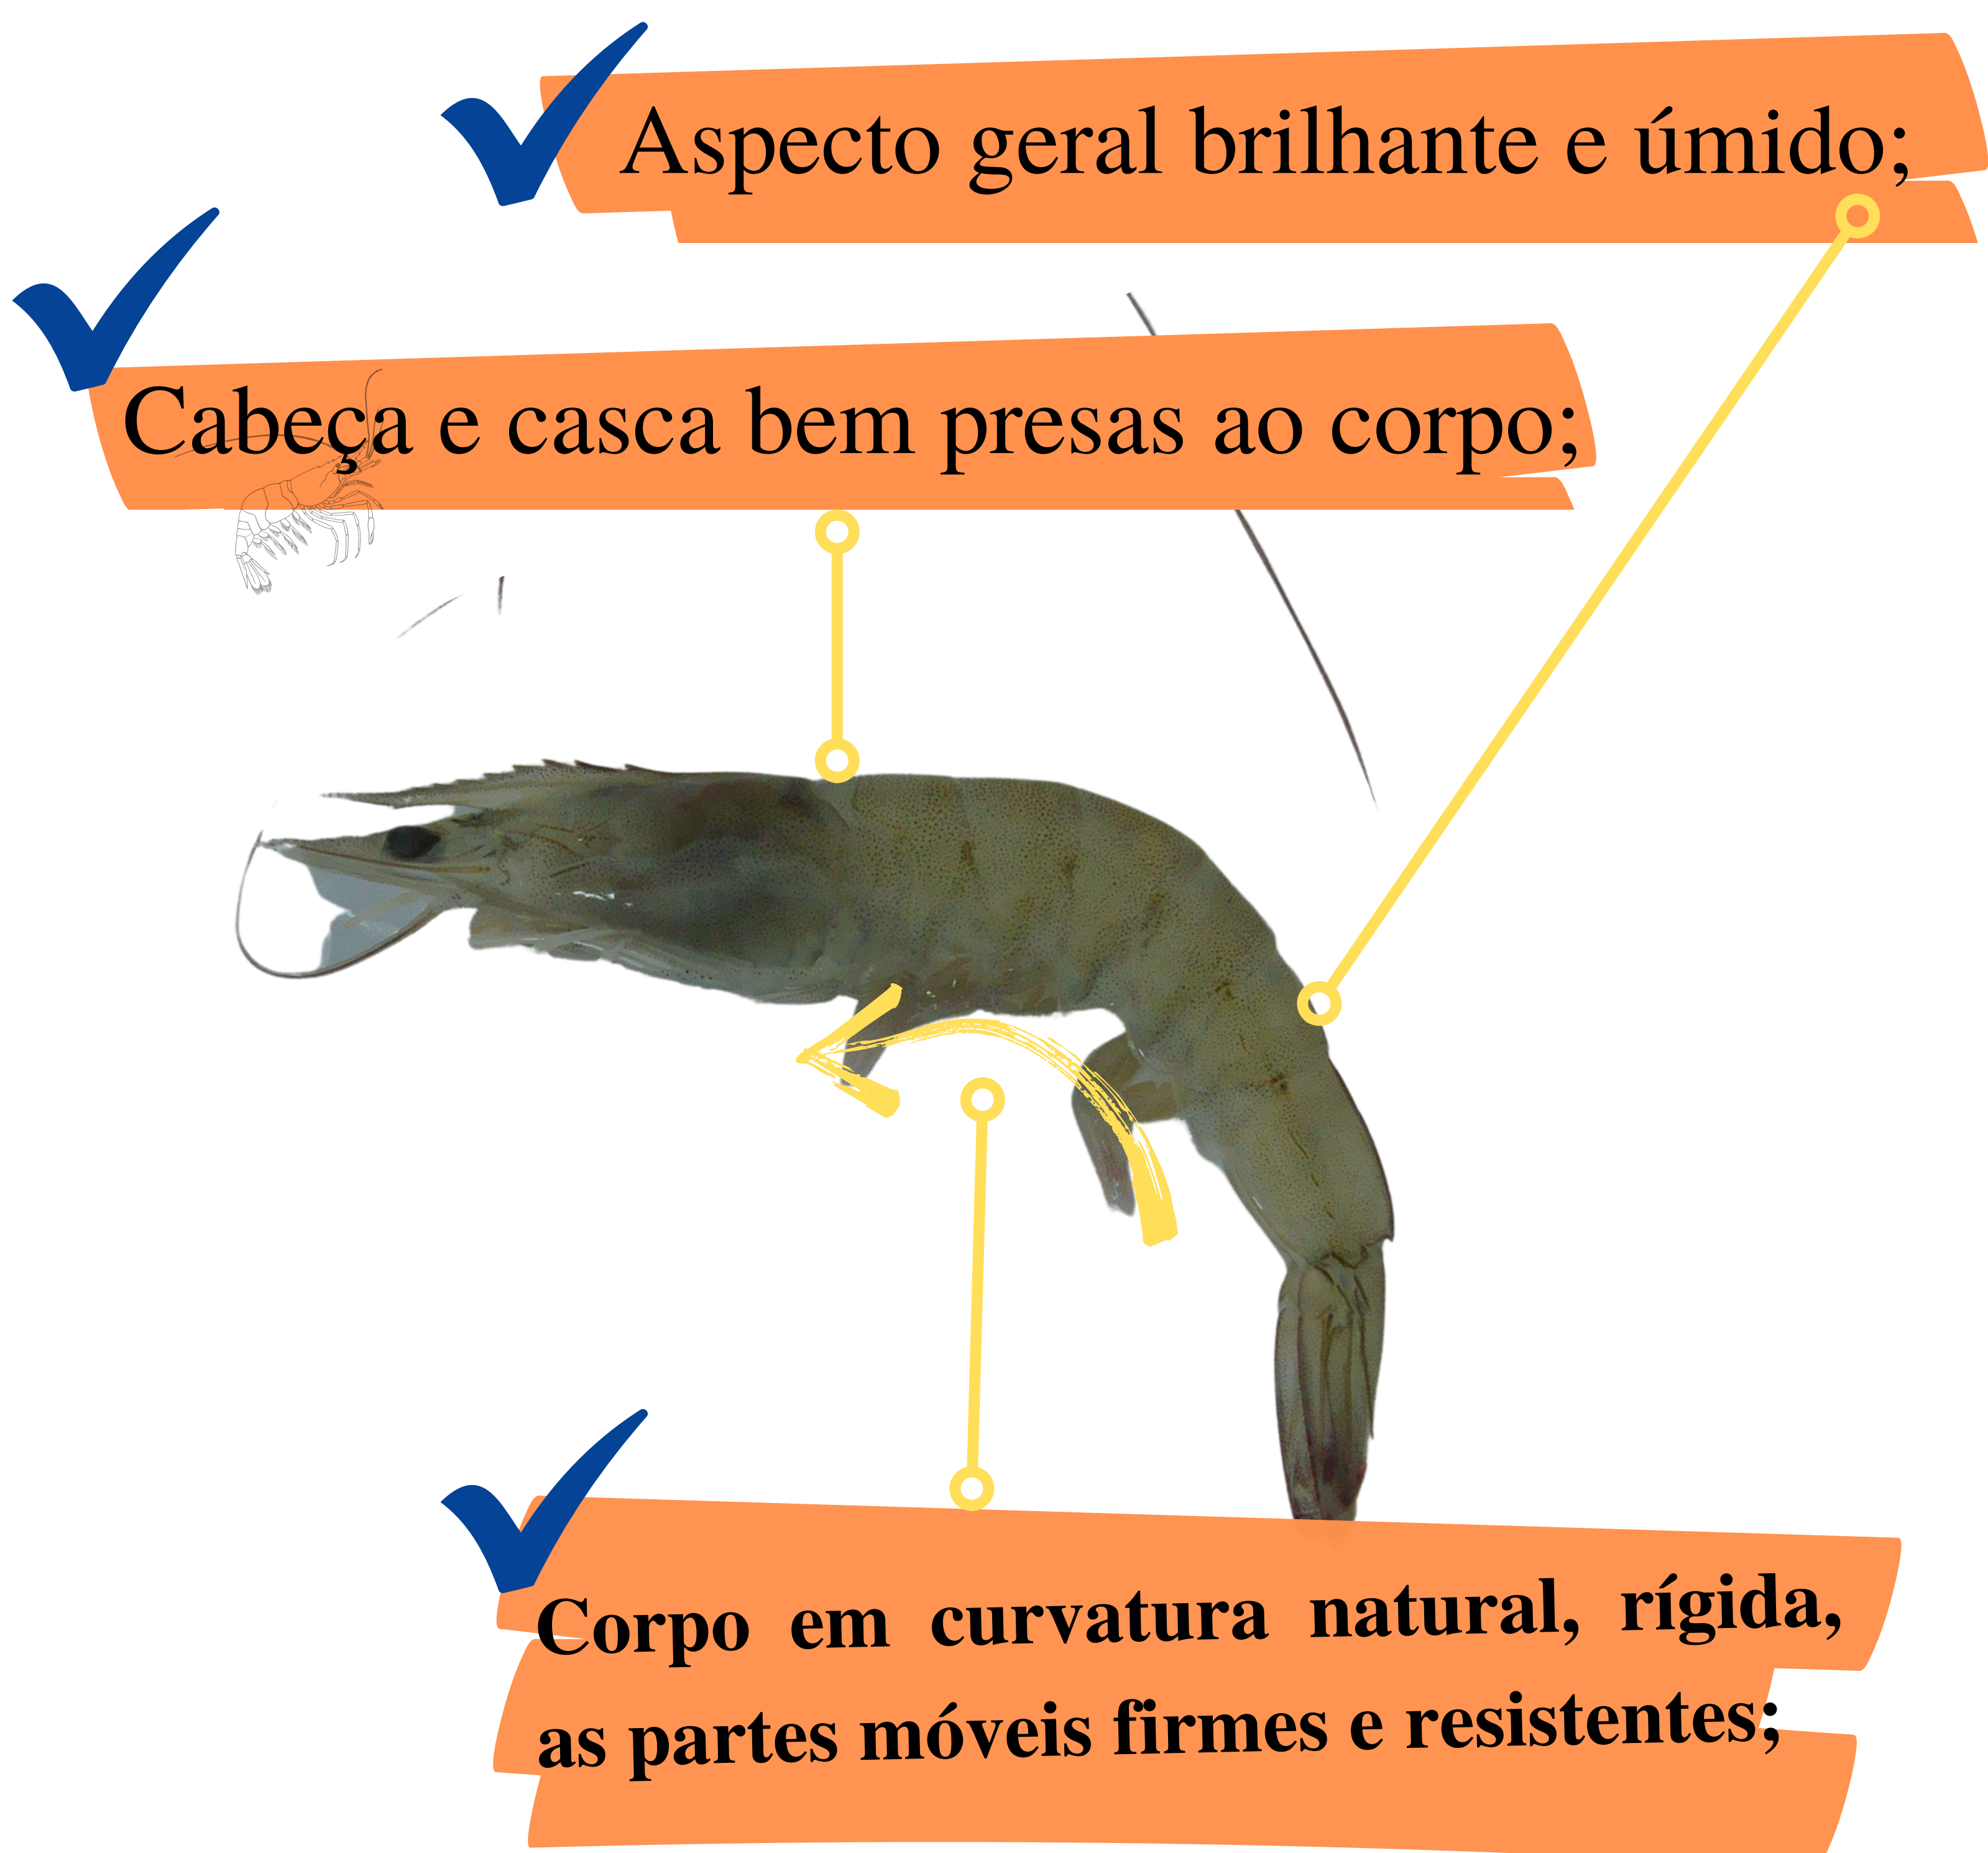 Aspecto geral brilhante e úmido;
Cabeça e casca bem presas ao corpo;
Corpo em curvatura natural, rígida,
as partes móveis firmes e resistentes;